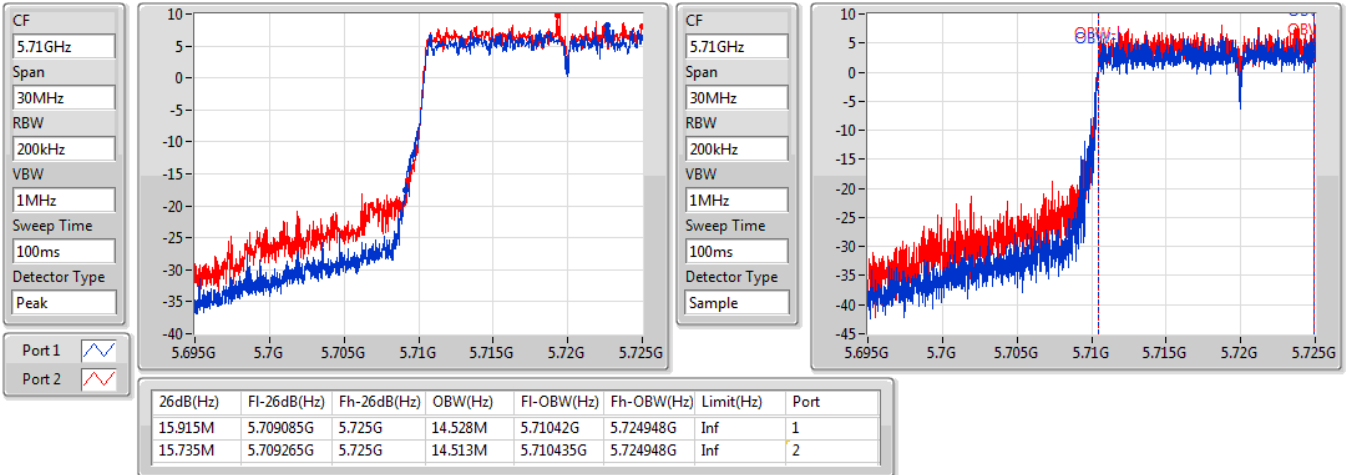 CF
5.71GHz
Span
30MHz
RBW
200kHz
VBW
1MHz
Sweep Time
100ms
Detector Type
Peak
Port 1
Port 2
10
5
0
-5
-10
-15
-20
-25
-30
-35
-40
5.695G 5.7G 5.705G 5.71G 5.715G 5.72G 5.725G
CF
5.71GHz
Span
30MHz
RBW
200kHz
VBW
1MHz
Sweep Time
100ms
Detector Type
Sample
10
5
0
-5
-10
-15
-20
-25
-30
-35
-40
-45
5.695G 5.7G 5.705G 5.71G 5.715G 5.72G 5.725G
26dB(Hz) Fl-26dB(Hz) Fh-26dB(Hz) OBW(Hz) Fl-OBW(Hz) Fh-OBW(Hz) Limit(Hz) Port
15.915M 5.709085G 5.725G 14.528M 5.71042G 5.724948G Inf 1
15.735M 5.709265G 5.725G 14.513M 5.710435G 5.724948G Inf 2